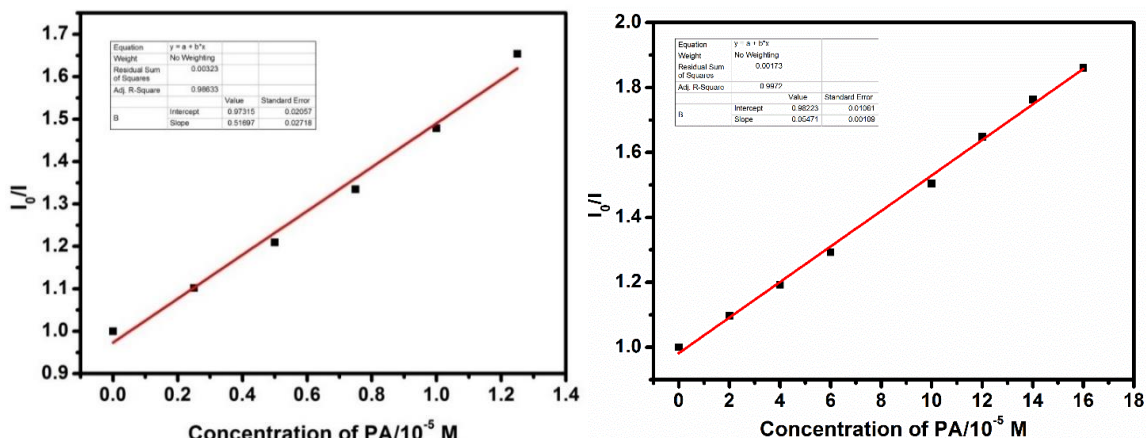 1.7
1.6
1.5
1.4
1.3
1.2
1.1
1.0
0.9
I0/I
Equation y = a + b*x
Weight No Weighting
Residual Sum of Squares 0.00323
Adj. R-Square 0.98633
Value Standard Error
B Intercept 0.97315 0.02057
Slope 0.51697 0.02718
0.0 0.2 0.4 0.6 0.8 1.0 1.2 1.4
Concentration of PA/10-5 M
2.0
1.8
1.6
1.4
1.2
1.0
I0/I
Equation y = a + b*x
Weight No Weighting
Residual Sum of Squares 0.00173
Adj. R-Square 0.9972
Value Standard Error
B Intercept 0.98223 0.01061
Slope 0.05471 0.00109
0 2 4 6 8 10 12 14 16 18
Concentration of PA/10-5 M